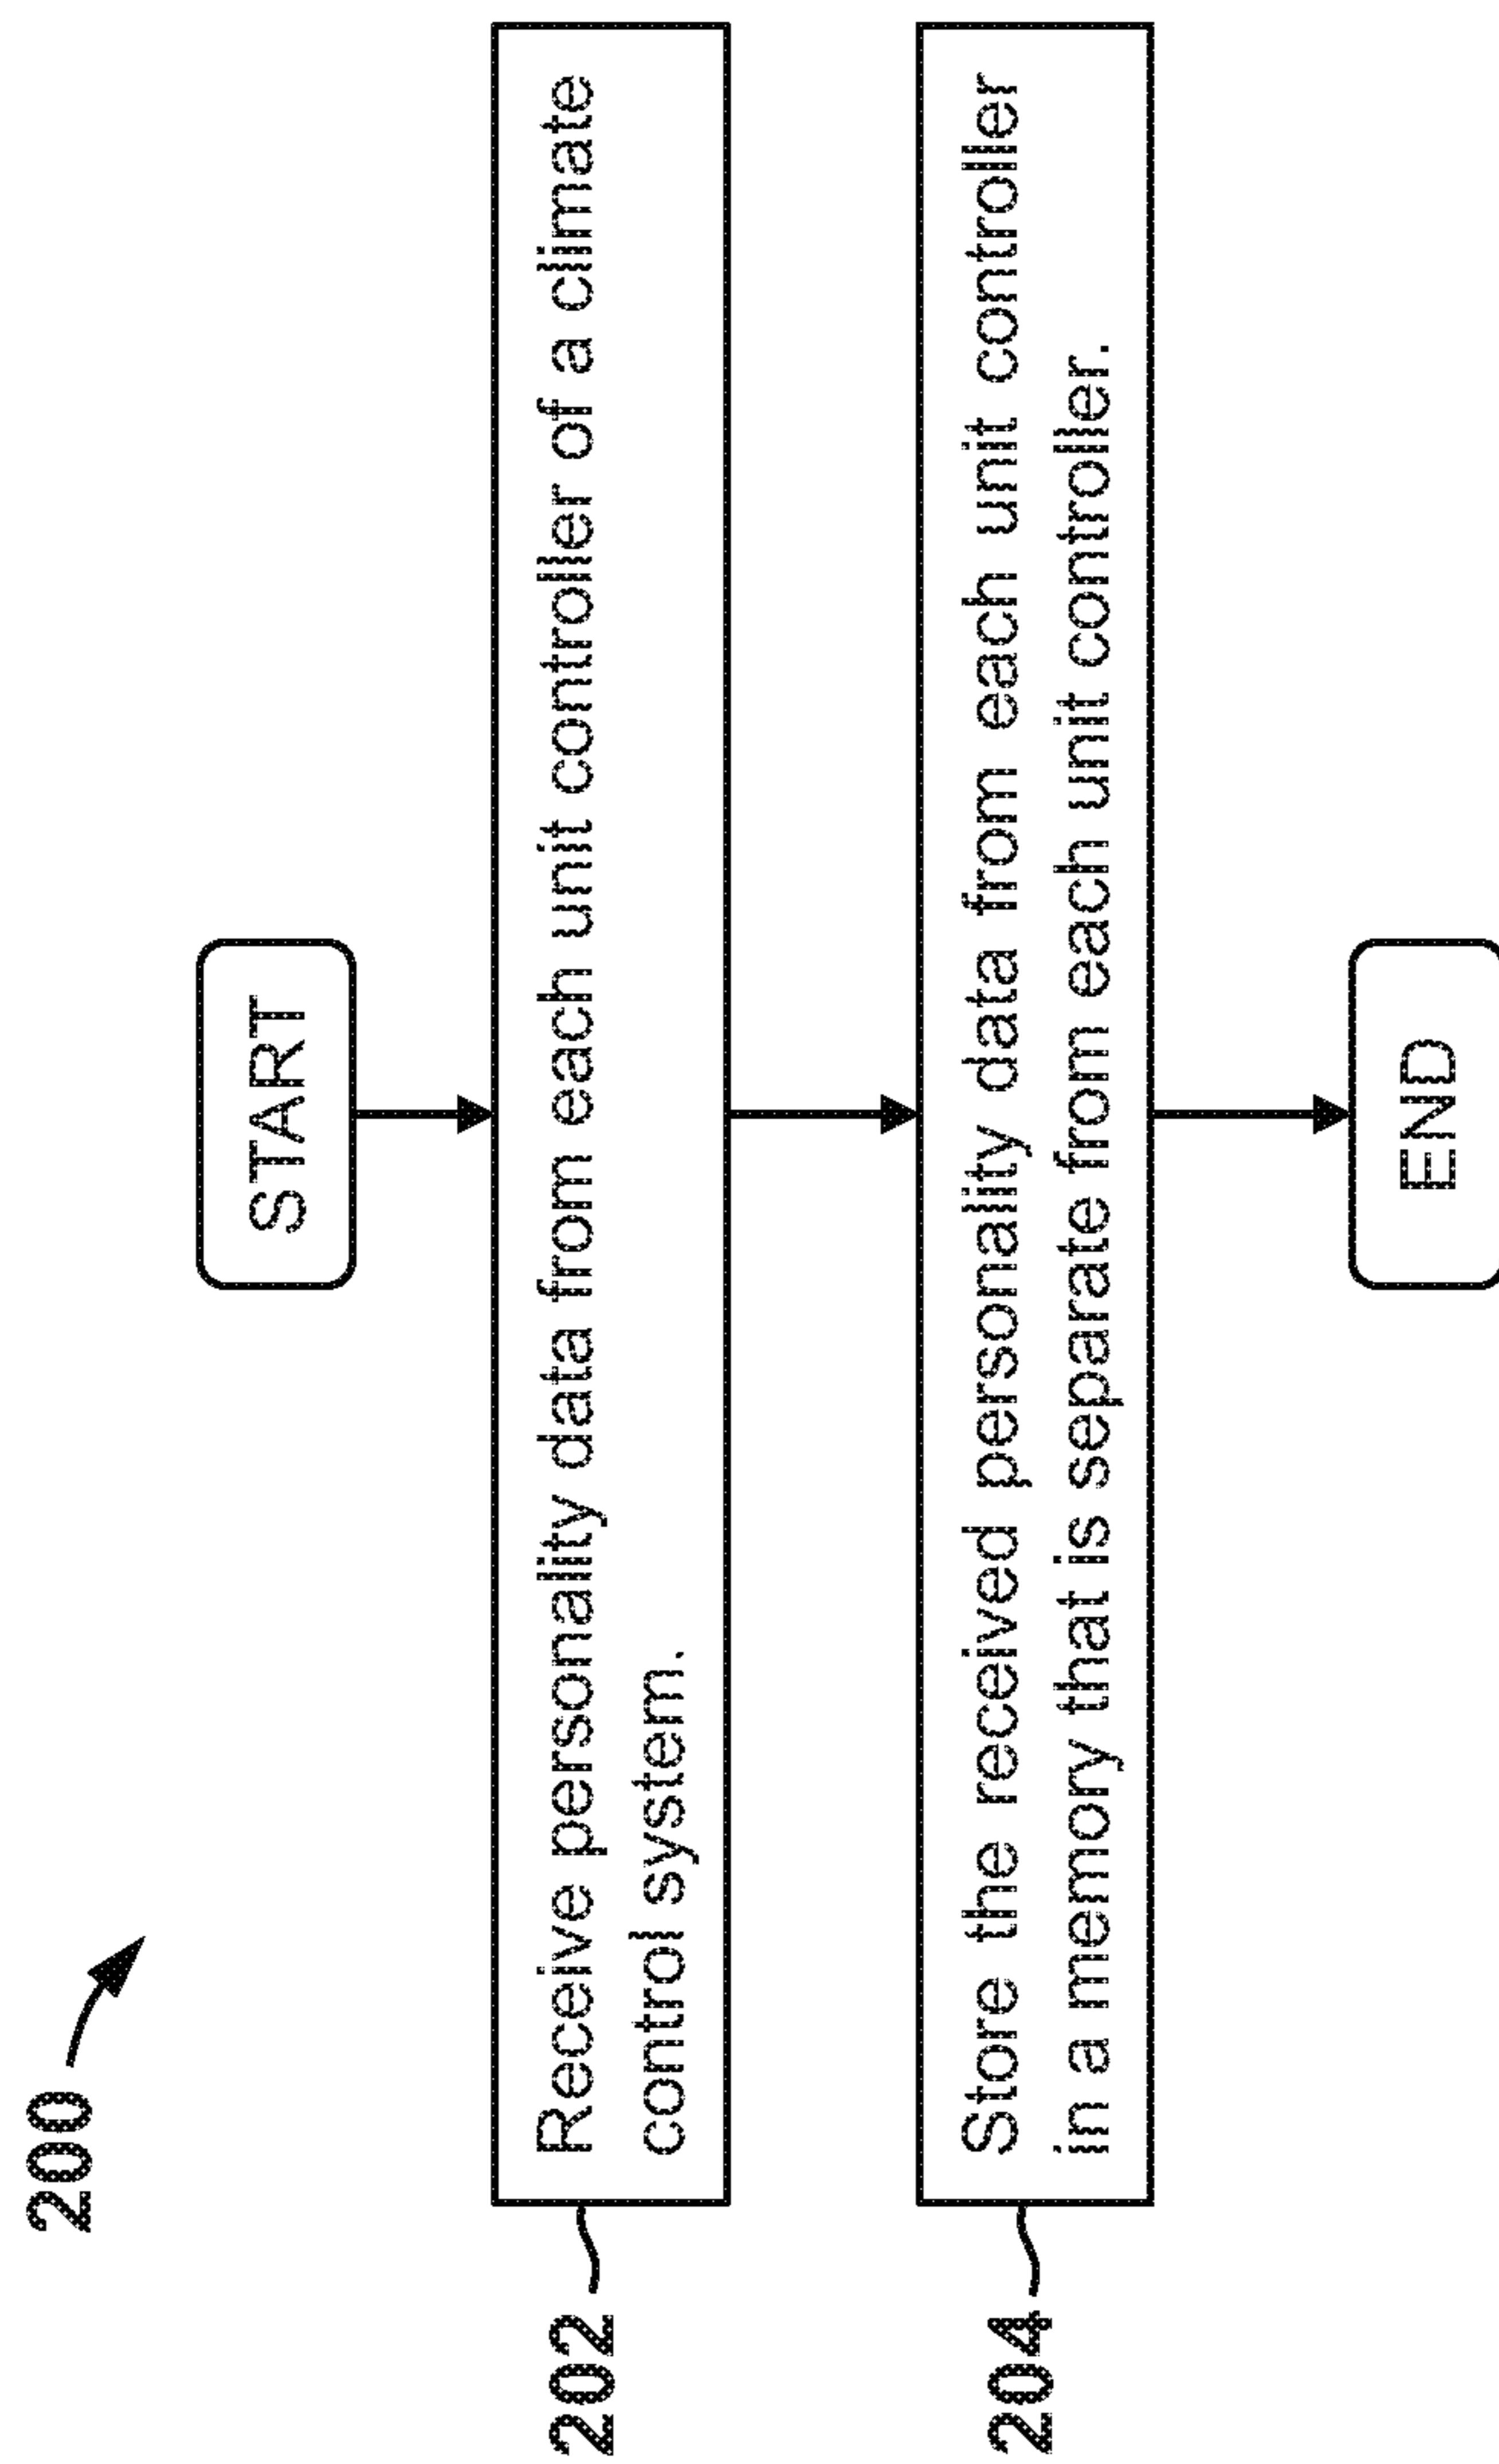 200
START
202
Receive personality data from each unit controller of a climate
control system.
204
Store the received personality data from each unit controller
in a memory that is separate from each unit controller.
END